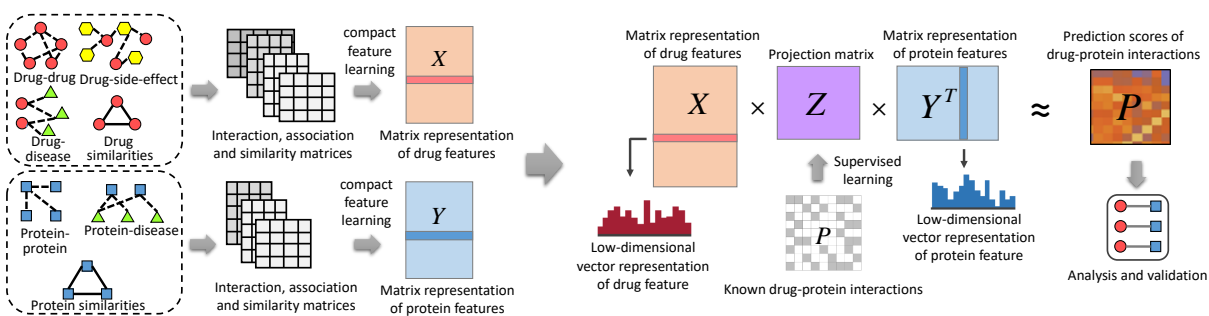 Drug-drug
Drug-side-effect
Drug-
disease
Drug
similarities
Protein-
protein
Protein-disease
Protein similarities
Interaction, association
and similarity matrices
Interaction, association
and similarity matrices
compact
feature
learning
compact
feature
learning
X
Matrix representation
of drug features
Y
Matrix representation
of protein features
Matrix representation
of drug features
X
×
Projection matrix
Z
×
Matrix representation
of protein features
Y^T
≈
Prediction scores of
drug-protein interactions
P
Low-dimensional
vector representation
of drug feature
Supervised
learning
P
Known drug-protein interactions
Low-dimensional
vector representation
of protein feature
Analysis and validation